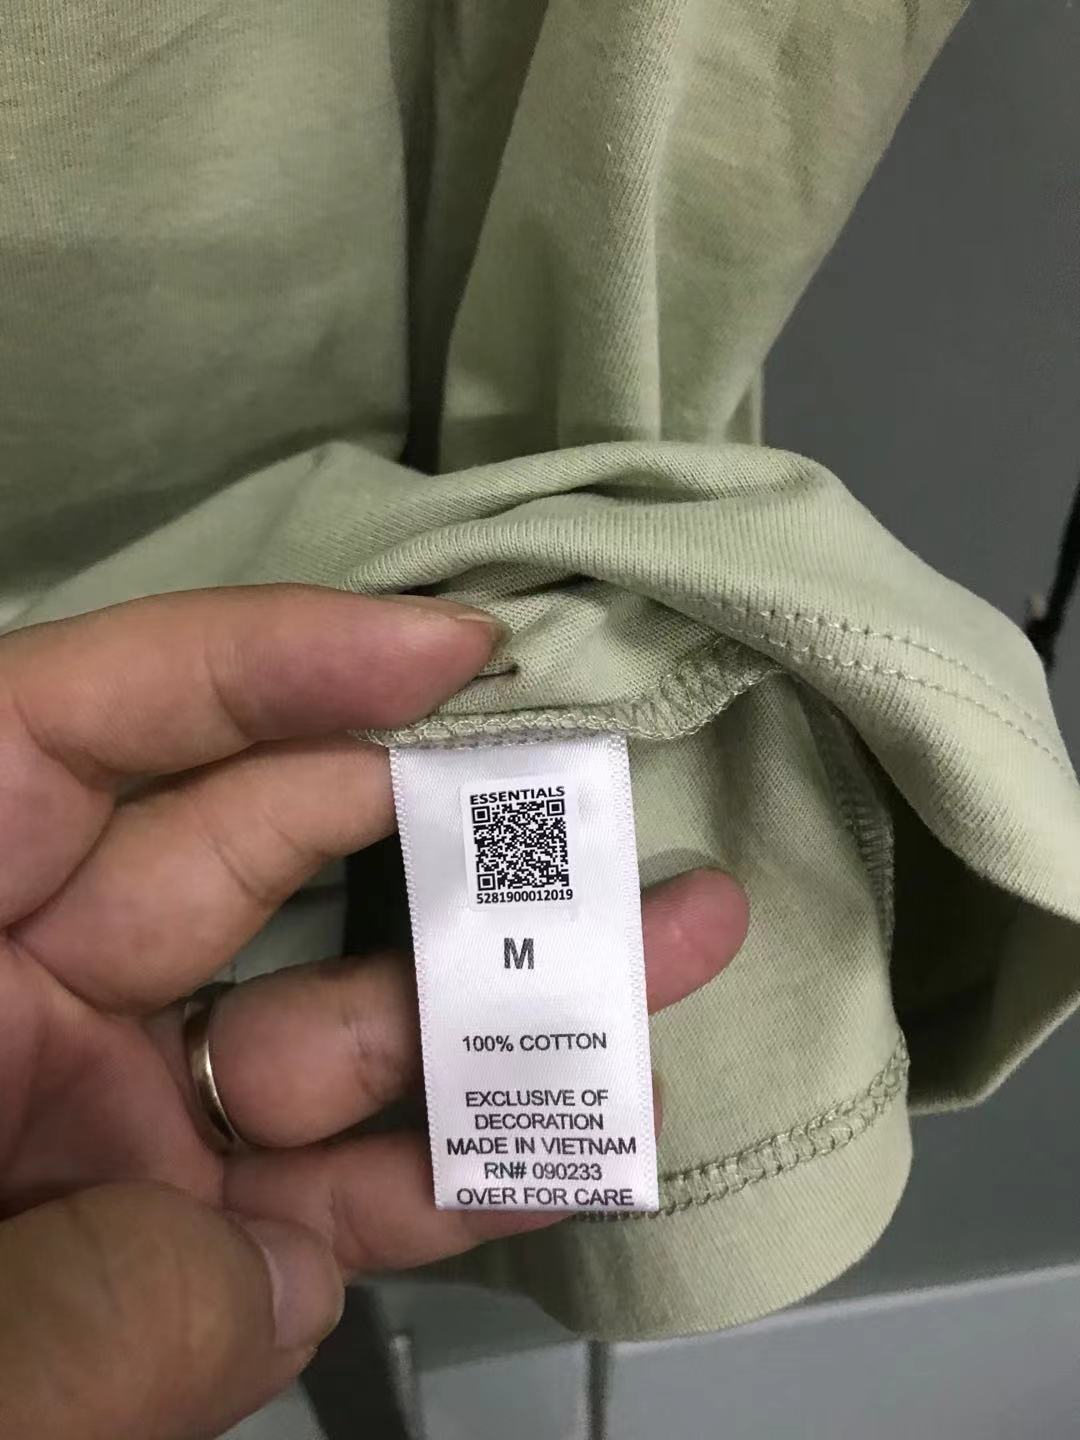 ESSENTIALS
5281900012019
M
100% COTTON
EXCLUSIVE OF
DECORATION
MADE IN VIETNAM
RN# 090233
OVER FOR CARE